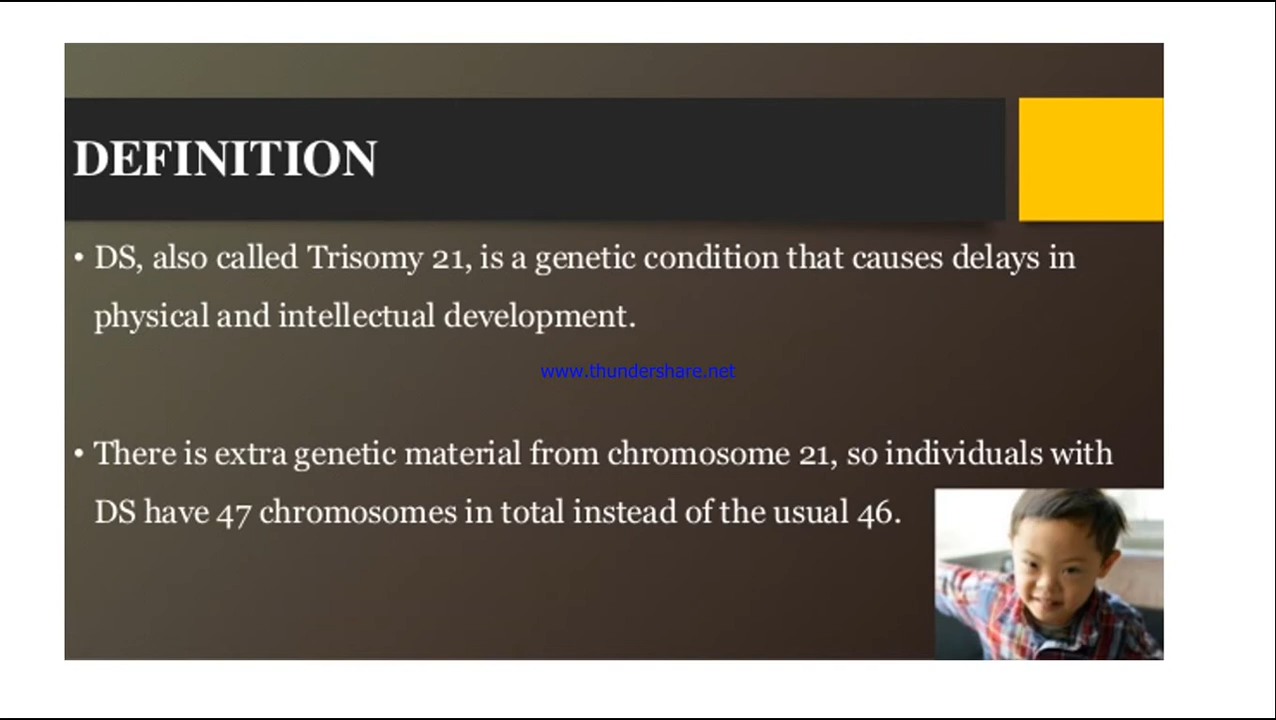 DEFINITION
• DS, also called Trisomy 21, is a genetic condition that causes delays in
physical and intellectual development.
www.thundershare.net
• There is extra genetic material from chromosome 21, so individuals with
DS have 47 chromosomes in total instead of the usual 46.